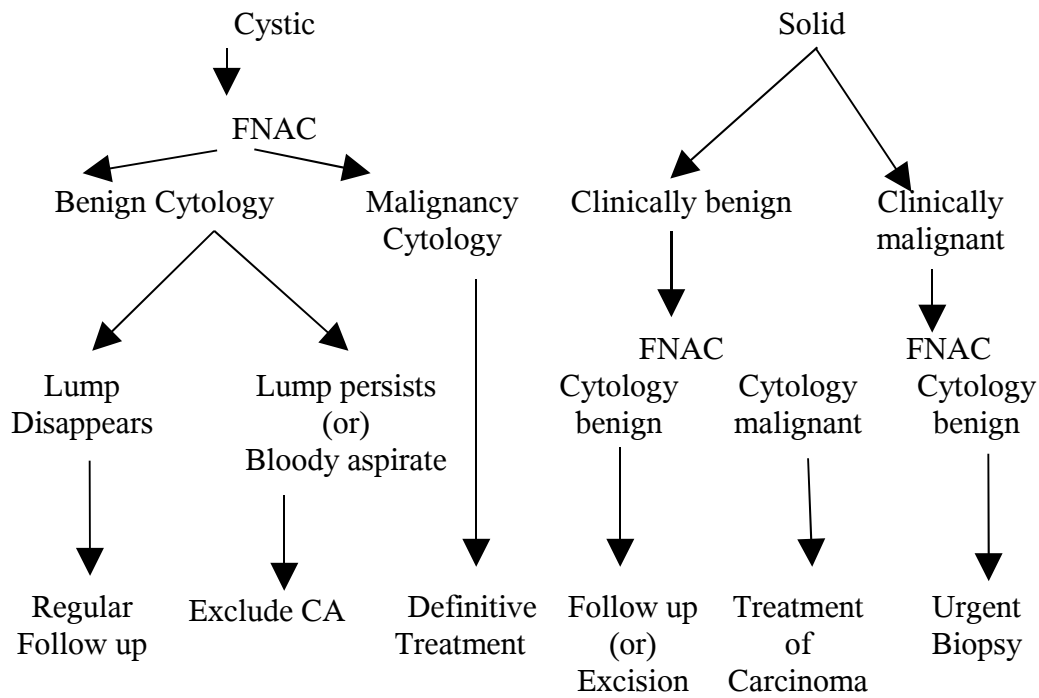 Cystic
Solid
FNAC
Benign Cytology
Malignancy
Cytology
Clinically benign
Clinically
malignant
FNAC
FNAC
Lump
Disappears
Lump persists
(or)
Bloody aspirate
Cytology
benign
Cytology
malignant
Cytology
benign
Regular
Follow up
Exclude CA
Definitive
Treatment
Follow up
(or)
Excision
Treatment
of
Carcinoma
Urgent
Biopsy